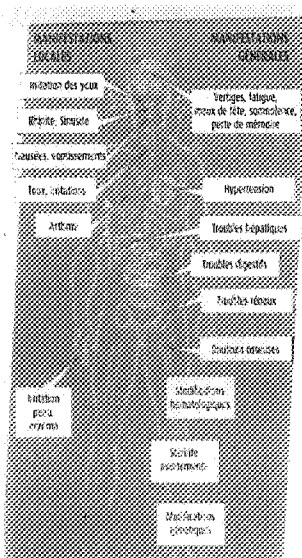 MANIFESTATIONS
LOCALES
MANIFESTATIONS
GÉNÉRALES
Irritation des yeux
Rhinite, Sinusite
Nausées, vomissements
Toux, irritations
Asthme
Irritation
peau,
eczéma
Vertiges, fatigue,
maux de tête, somnolence,
perte de mémoire
Hypertension
Troubles hépatiques
Troubles digestifs
Troubles rénaux
Douleurs osseuses
Modifications
hématologiques
Stérilité
Modifications
génétiques